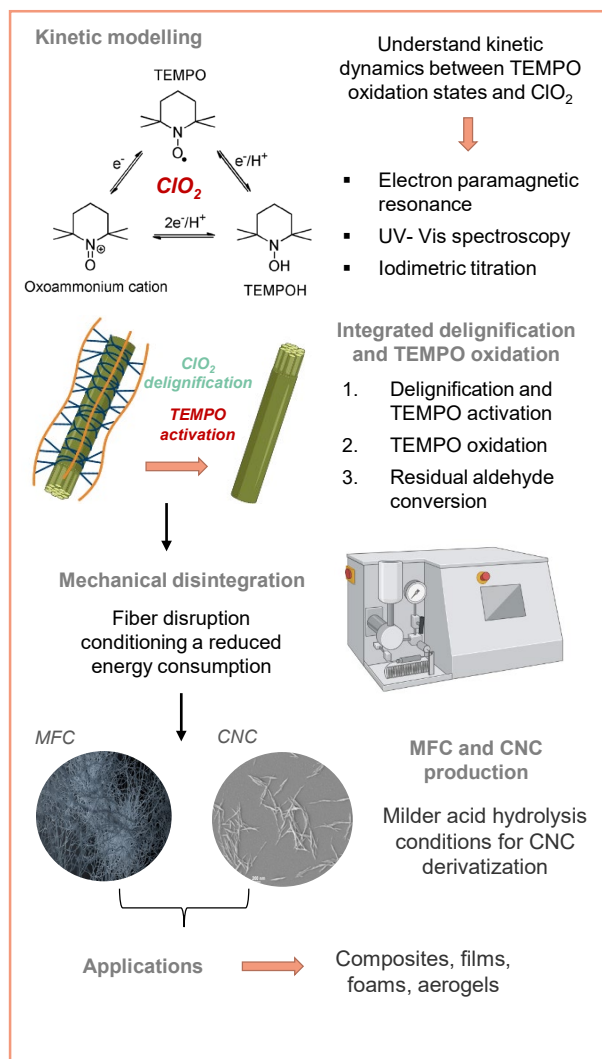 Kinetic modelling
TEMPO
N
O
•
e⁻
e⁻/H⁺
ClO₂
2e⁻/H⁺
N
⊕
O
N
OH
Oxoammonium cation
TEMPOH
Understand kinetic
dynamics between TEMPO
oxidation states and ClO₂
▪ Electron paramagnetic
resonance
▪ UV- Vis spectroscopy
▪ Iodimetric titration
ClO₂
delignification
TEMPO
activation
Integrated delignification
and TEMPO oxidation
1. Delignification and
TEMPO activation
2. TEMPO oxidation
3. Residual aldehyde
conversion
Mechanical disintegration
Fiber disruption
conditioning a reduced
energy consumption
MFC
CNC
MFC and CNC
production
Milder acid hydrolysis
conditions for CNC
derivatization
Applications
Composites, films,
foams, aerogels